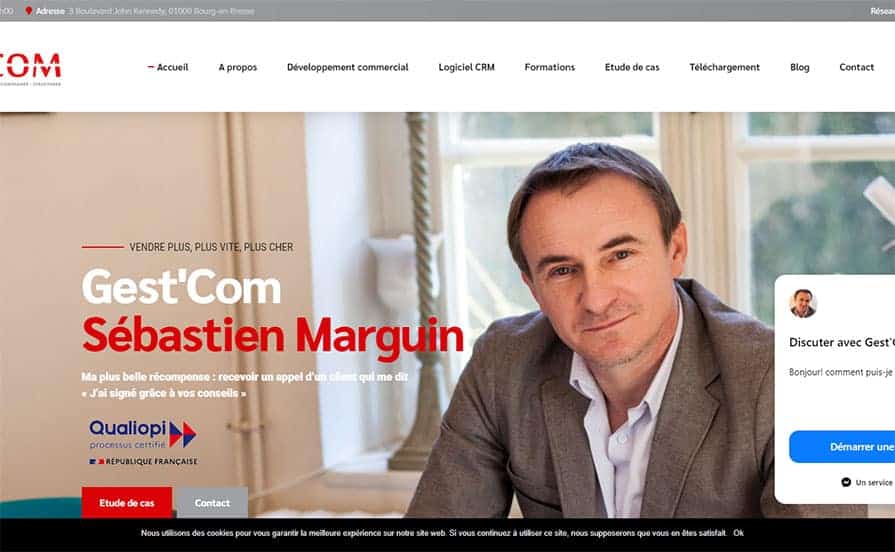 h00 Adresse 3 Boulevard John Kennedy, 01000 Bourg-en-Bresse Réseau
COM
Accueil A propos Développement commercial Logiciel CRM Formations Etude de cas Téléchargement Blog Contact
VENDRE PLUS, PLUS VITE, PLUS CHER
Gest'Com
Sébastien Marguin
Ma plus belle récompense : recevoir un appel d'un client qui me dit
« J'ai signé grâce à vos conseils »
Qualiopi
processus certifié
RÉPUBLIQUE FRANÇAISE
Etude de cas Contact
Discuter avec Gest'C
Bonjour! comment puis-je
Démarrer une
Un service
Nous utilisons des cookies pour vous garantir la meilleure expérience sur notre site web. Si vous continuez à utiliser ce site, nous supposerons que vous en êtes satisfait. Ok